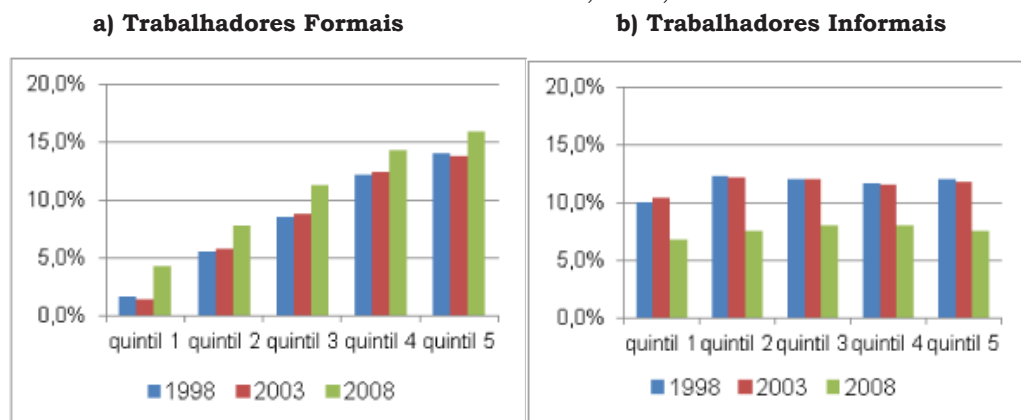 a) Trabalhadores Formais
20,0%
15,0%
10,0%
5,0%
0,0%
quintil 1 quintil 2 quintil 3 quintil 4 quintil 5
1998 2003 2008
b) Trabalhadores Informais
20,0%
15,0%
10,0%
5,0%
0,0%
quintil 1 quintil 2 quintil 3 quintil 4 quintil 5
1998 2003 2008